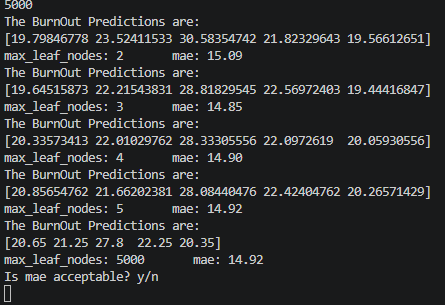 5000
The BurnOut Predictions are:
[19.79846778 23.52411533 30.58354742 21.82329643 19.56612651]
max_leaf_nodes: 2       mae: 15.09
The BurnOut Predictions are:
[19.64515873 22.21543831 28.81829545 22.56972403 19.44416847]
max_leaf_nodes: 3       mae: 14.85
The BurnOut Predictions are:
[20.33573413 22.01029762 28.33305556 22.0972619  20.05930556]
max_leaf_nodes: 4       mae: 14.90
The BurnOut Predictions are:
[20.85654762 21.66202381 28.08440476 22.42404762 20.26571429]
max_leaf_nodes: 5       mae: 14.92
The BurnOut Predictions are:
[20.65 21.25 27.8  22.25 20.35]
max_leaf_nodes: 5000       mae: 14.92
Is mae acceptable? y/n